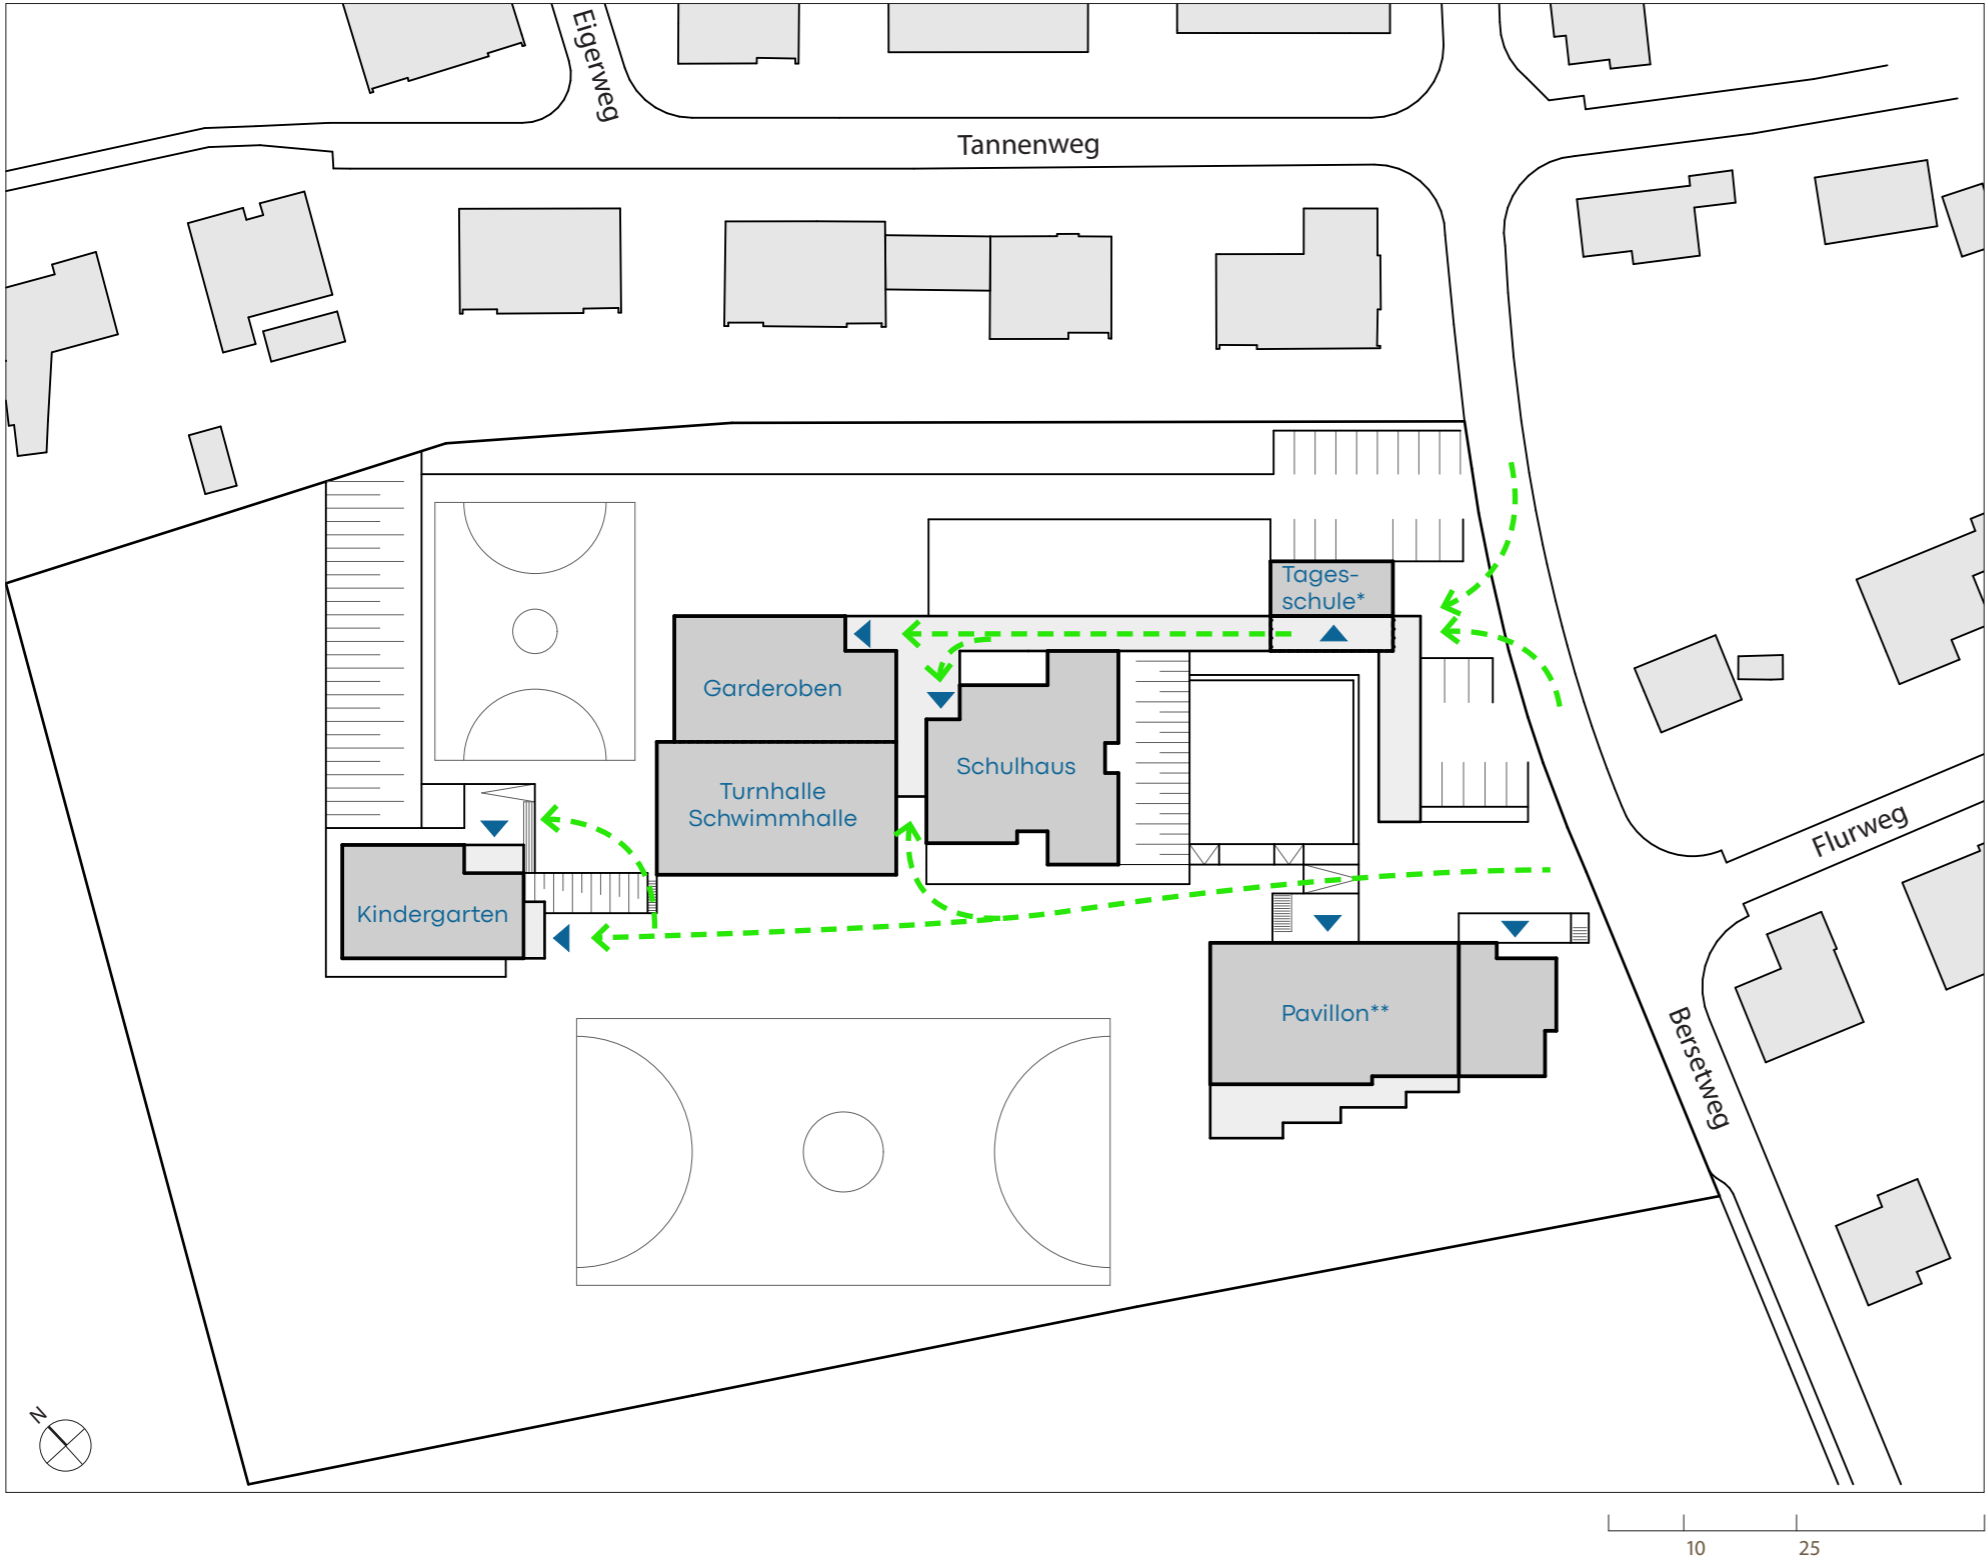 Eigerweg
Tannenweg
Tages-
schule*
Garderoben
Schulhaus
Turnhalle
Schwimmhalle
Flurweg
Kindergarten
Pavillon**
Bersetweg
N
10
25